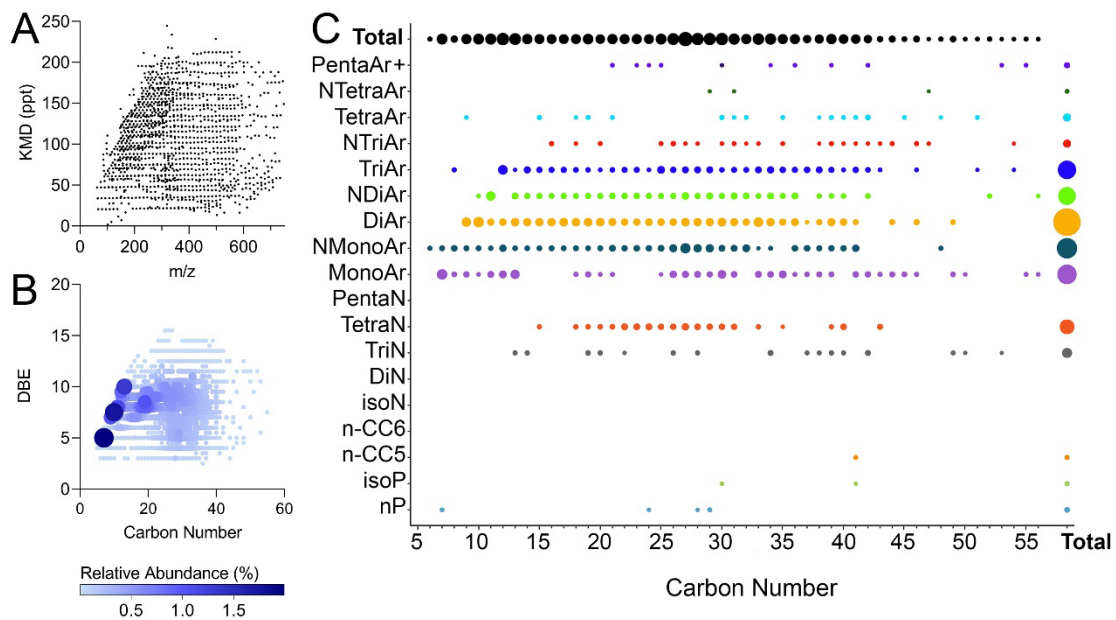 A
KMD (ppt)
250
200
150
100
50
0
0
200
400
600
m/z
B
DBE
20
15
10
5
0
0
20
40
60
Carbon Number
Relative Abundance (%)
0.5
1.0
1.5
C
Total
PentaAr+
NTetraAr
TetraAr
NTriAr
TriAr
NDiAr
DiAr
NMonoAr
MonoAr
PentaN
TetraN
TriN
DiN
isoN
n-CC6
n-CC5
isoP
nP
5
10
15
20
25
30
35
40
45
50
55
Total
Carbon Number